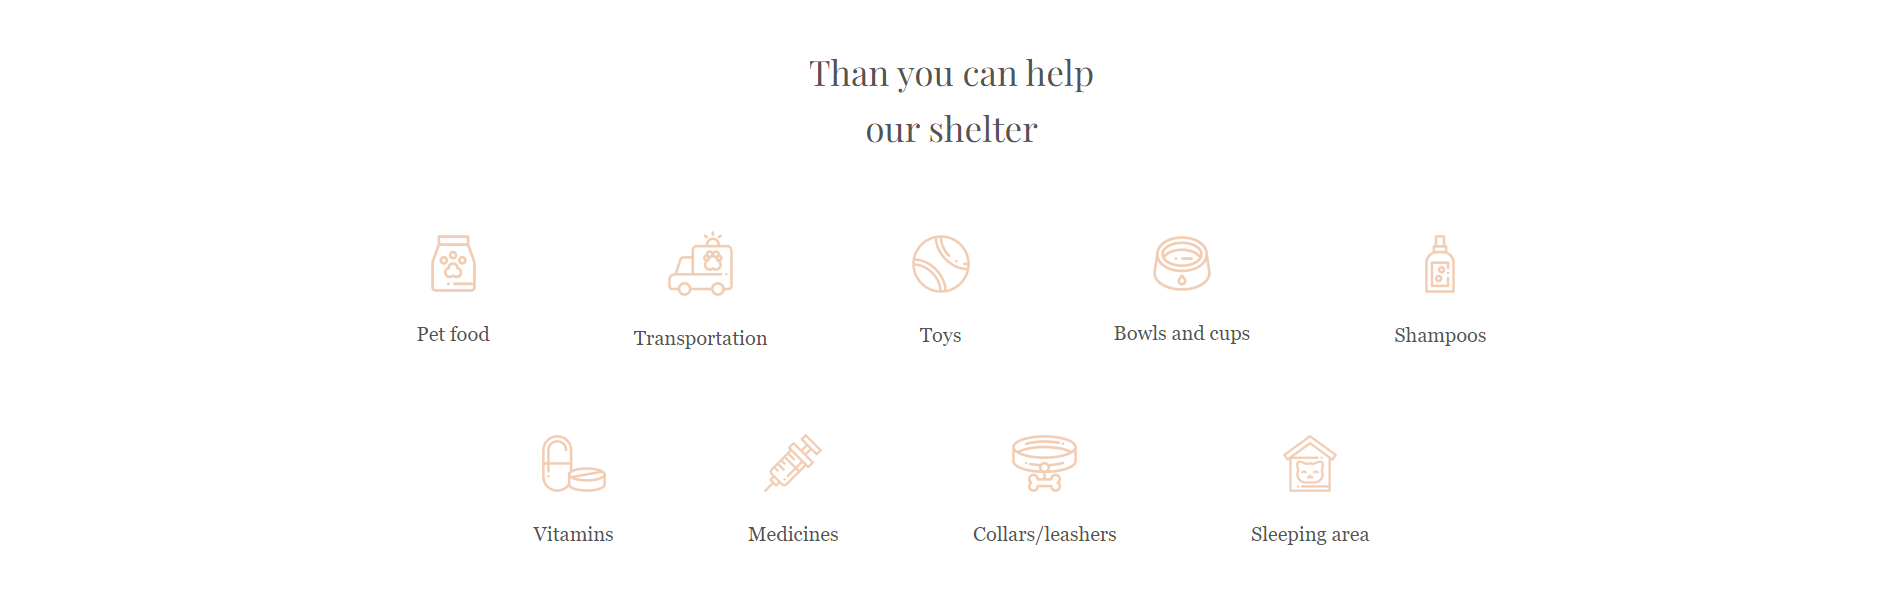 Than you can help
our shelter
Pet food
Transportation
Toys
Bowls and cups
Shampoos
Vitamins
Medicines
Collars/leashers
Sleeping area